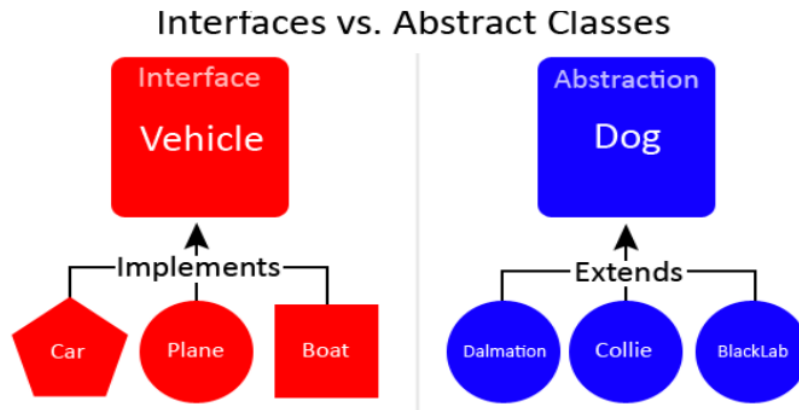 Interfaces vs. Abstract Classes
Interface
Vehicle
Implements
Car
Plane
Boat
Abstraction
Dog
Extends
Dalmation
Collie
BlackLab